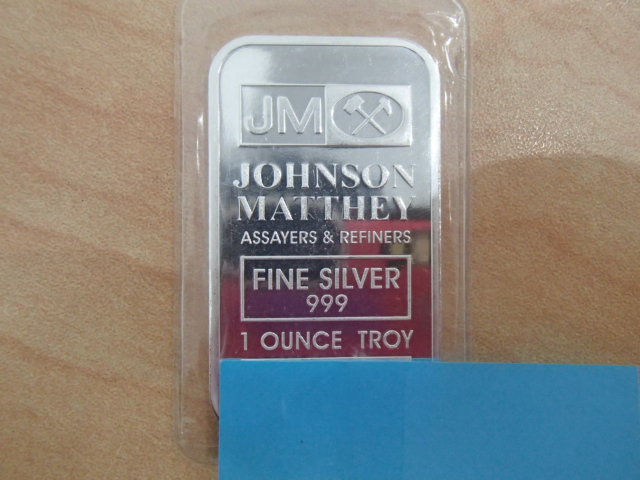 JM
JOHNSON
MATTHEY
ASSAYERS & REFINERS
FINE SILVER
999
1 OUNCE TROY